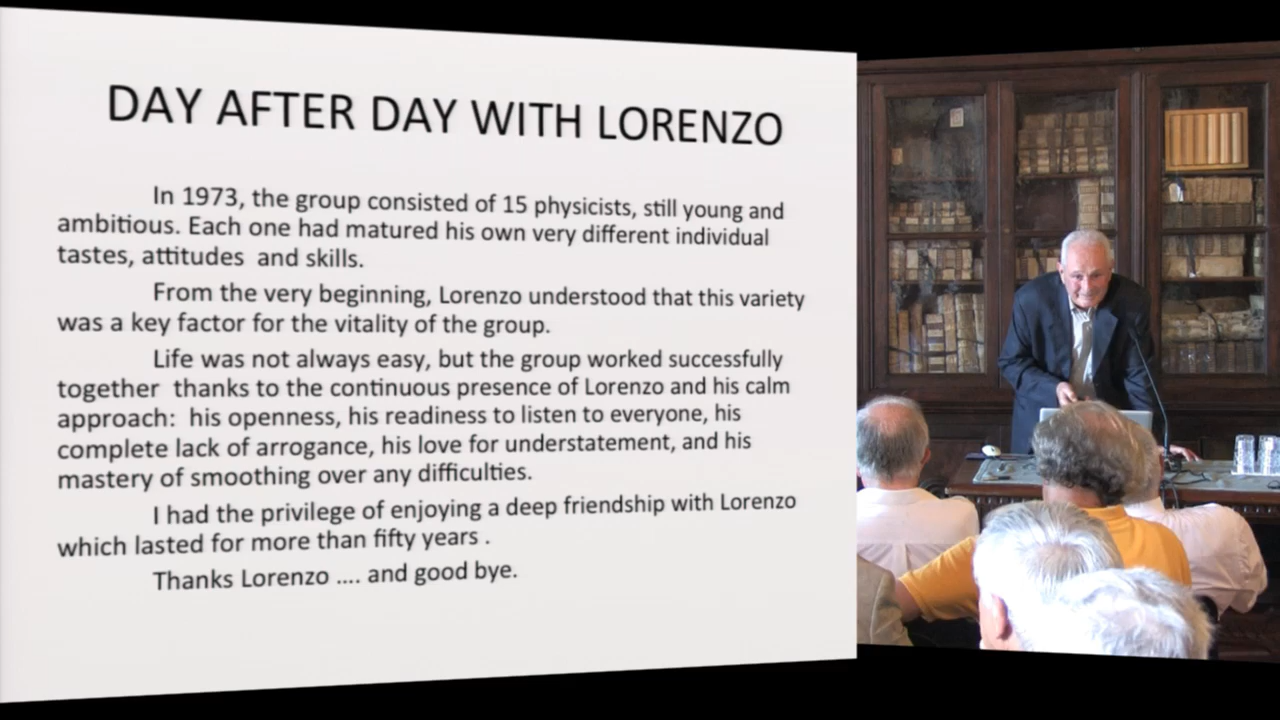 DAY AFTER DAY WITH LORENZO
In 1973, the group consisted of 15 physicists, still young and
ambitious. Each one had matured his own very different individual
tastes, attitudes and skills.
From the very beginning, Lorenzo understood that this variety
was a key factor for the vitality of the group.
Life was not always easy, but the group worked successfully
together thanks to the continuous presence of Lorenzo and his calm
approach: his openness, his readiness to listen to everyone, his
complete lack of arrogance, his love for understatement, and his
mastery of smoothing over any difficulties.
I had the privilege of enjoying a deep friendship with Lorenzo
which lasted for more than fifty years .
Thanks Lorenzo .... and good bye.